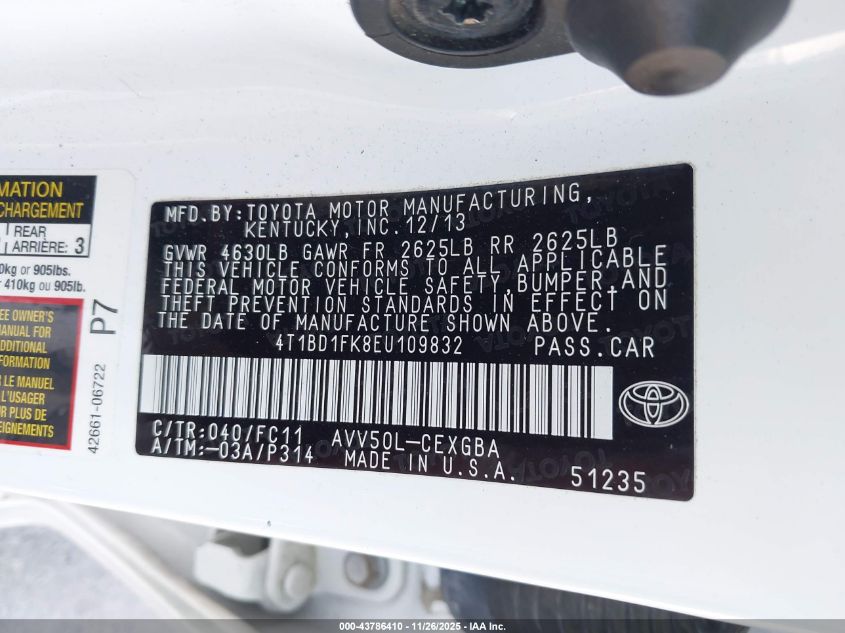 MATION
CHARGEMENT
REAR
ARRIÈRE: 3
0kg or 905lbs.
r 410kg ou 905lb.
EE OWNER'S
MANUAL FOR
ADDITIONAL
FORMATION
R LE MANUEL
L'USAGER
R PLUS DE
SEIGNEMENTS
42661-06722 P7
MFD.BY:TOYOTA MOTOR MANUFACTURING,
KENTUCKY,INC.12/13
GVWR 4630LB GAWR FR 2625LB RR 2625LB
THIS VEHICLE CONFORMS TO ALL APPLICABLE
FEDERAL MOTOR VEHICLE SAFETY,BUMPER,AND
THEFT PREVENTION STANDARDS IN EFFECT ON
THE DATE OF MANUFACTURE SHOWN ABOVE.
4T1BD1FK8EU109832 PASS.CAR
C/TR:040/FC11 AVV50L-CEXGBA
A/TM:-03A/P314 MADE IN U.S.A. 51235
000-43786410 - 11/26/2025 - IAA, Inc.